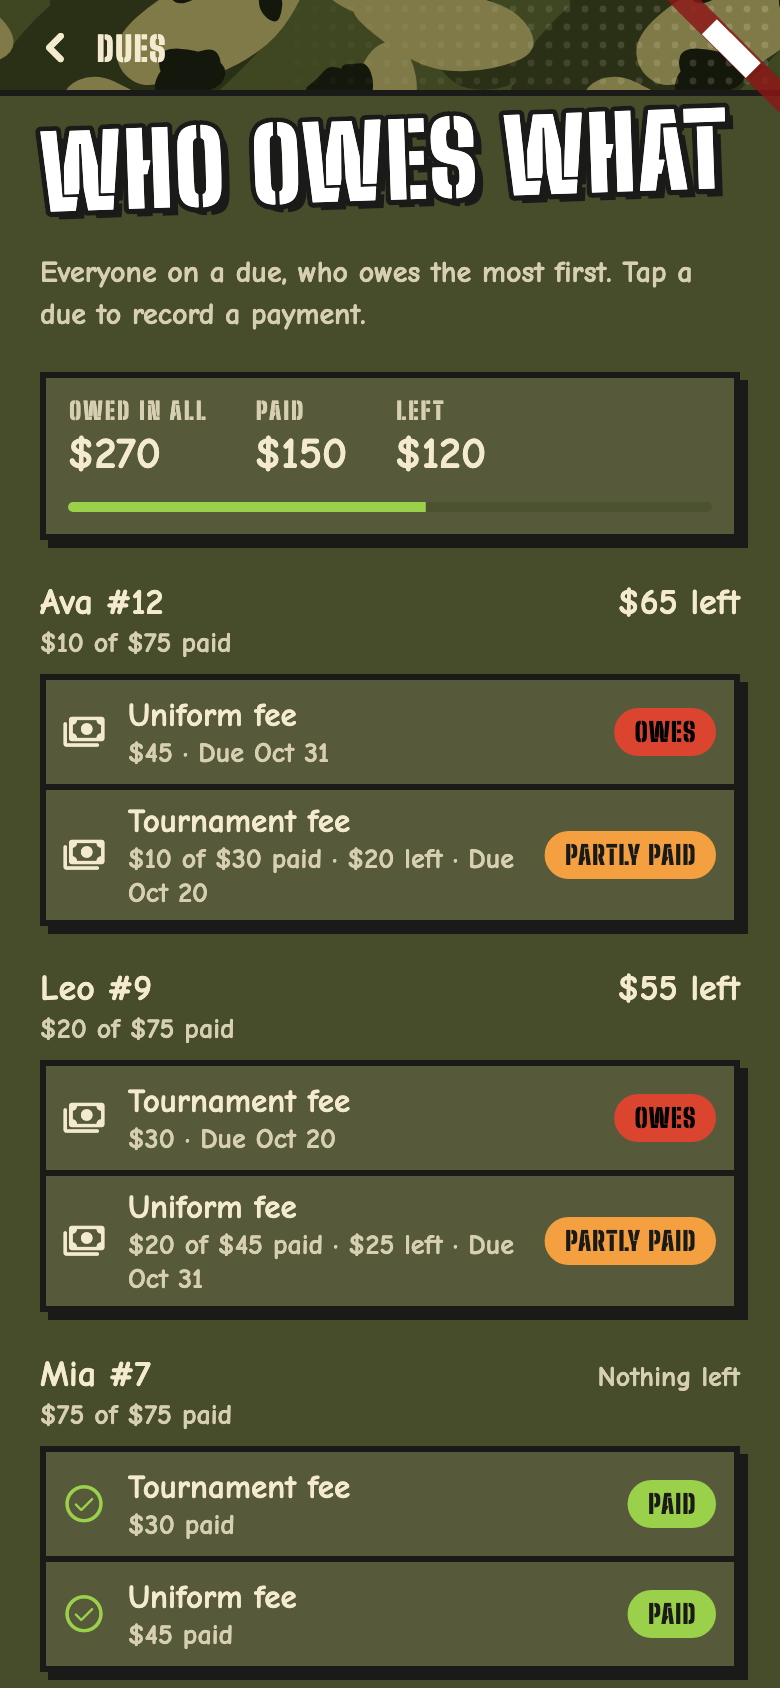 DUES
WHO OWES WHAT
Everyone on a due, who owes the most first. Tap a
due to record a payment.
OWED IN ALL PAID LEFT
$270 $150 $120
Ava #12 $65 left
$10 of $75 paid
Uniform fee
$45 · Due Oct 31
OWES
Tournament fee
$10 of $30 paid · $20 left · Due
Oct 20
PARTLY PAID
Leo #9 $55 left
$20 of $75 paid
Tournament fee
$30 · Due Oct 20
OWES
Uniform fee
$20 of $45 paid · $25 left · Due
Oct 31
PARTLY PAID
Mia #7 Nothing left
$75 of $75 paid
Tournament fee
$30 paid
PAID
Uniform fee
$45 paid
PAID